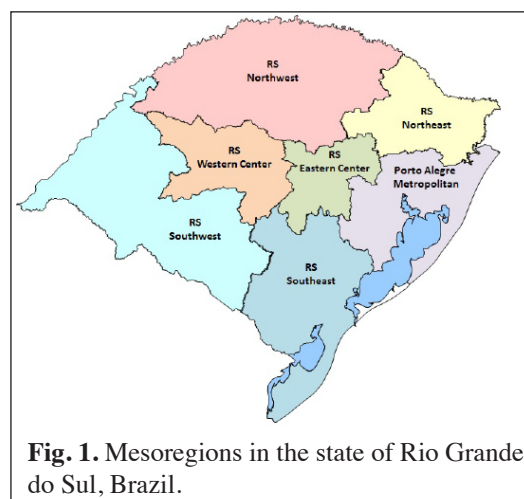 RS
Northwest
RS
Northeast
RS
Western Center
RS
Eastern Center
Porto Alegre
Metropolitan
RS
Southwest
RS
Southeast
Fig. 1. Mesoregions in the state of Rio Grande
do Sul, Brazil.